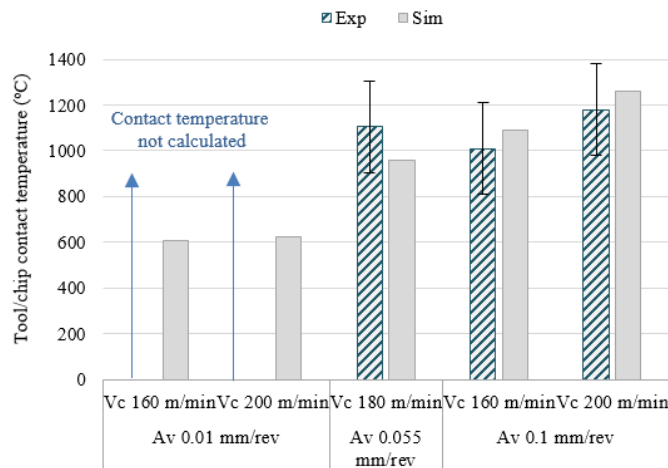 Exp Sim
Tool/chip contact temperature (ºC)
1400
1200
1000
800
600
400
200
0
Contact temperature
not calculated
Vc 160 m/min Vc 200 m/min Vc 180 m/min Vc 160 m/min Vc 200 m/min
Av 0.01 mm/rev Av 0.055 Av 0.1 mm/rev
mm/rev